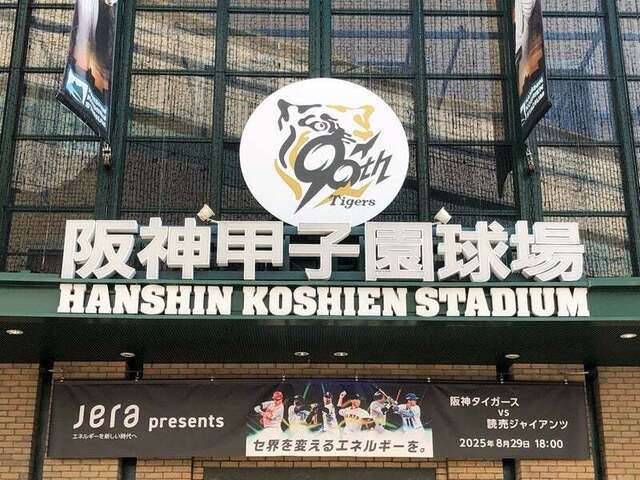 90th
Tigers
阪神甲子園球場
HANSHIN KOSHIEN STADIUM
Jera presents
エネルギーを新しい時代へ
セ界を変えるエネルギーを。
阪神タイガース
VS
読売ジャイアンツ
2025年8月29日 18:00